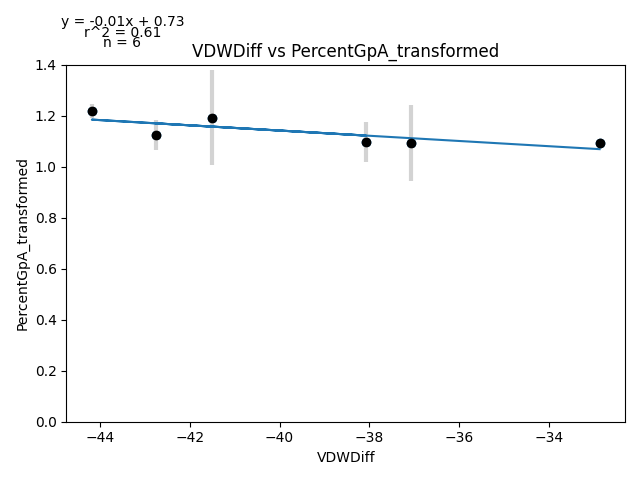 y = -0.01x + 0.73
r^2 = 0.61
n = 6
VDWDiff vs PercentGpA_transformed
1.4
1.2
1.0
0.8
0.6
0.4
0.2
0.0
PercentGpA_transformed
−44
−42
−40
−38
−36
−34
VDWDiff